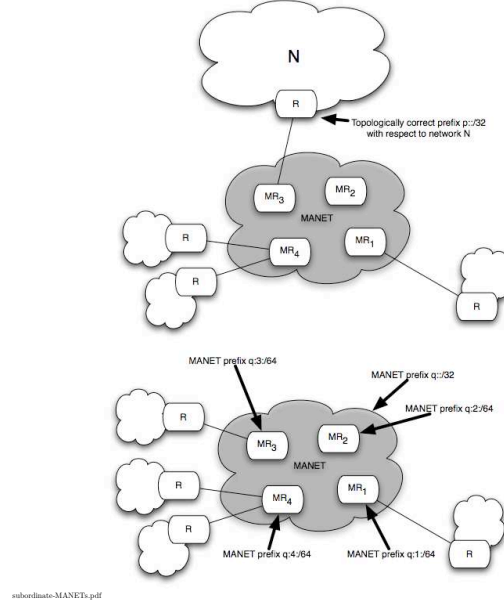 N
R
Topologically correct prefix p::/32
with respect to network N
MR3
MR2
MANET
R
MR4
MR1
R
R
MANET prefix q:3:/64
MANET prefix q::/32
MANET prefix q:2:/64
R
MR3
MR2
MANET
R
MR4
MR1
R
R
MANET prefix q:4:/64
MANET prefix q:1:/64
subordinate-MANETs.pdf